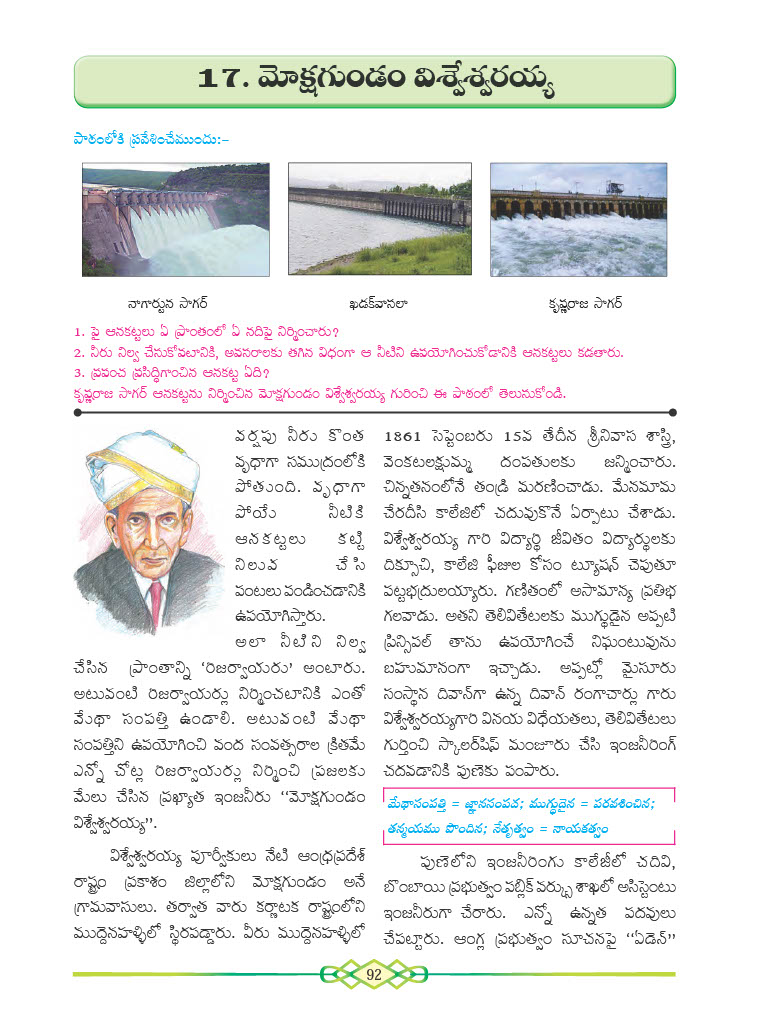 17. మోక్షగుండం విశ్వేశ్వరయ్య
పాఠంలోకి ప్రవేశించేముందు:–
నాగార్జున సాగర్
ఖడక్‌వాసలా
కృష్ణరాజ సాగర్
1. పై ఆనకట్టలు ఏ ప్రాంతంలో ఏ నదిపై నిర్మించారు?
2. నీరు నిల్వ చేసుకోవటానికి, అవసరాలకు తగిన విధంగా ఆ నీటిని ఉపయోగించుకోడానికి ఆనకట్టలు కడతారు.
3. ప్రపంచ ప్రసిద్ధిగాంచిన ఆనకట్ట ఏది?
కృష్ణరాజ సాగర్ ఆనకట్టను నిర్మించిన మోక్షగుండం విశ్వేశ్వరయ్య గురించి ఈ పాఠంలో తెలుసుకోండి.
వర్షపు నీరు కొంత
వృధాగా సముద్రంలోకి
పోతుంది. వృధాగా
పోయే నీటికి
ఆనకట్టలు కట్టి
నిలువ చేసి
పంటలు పండించడానికి
ఉపయోగిస్తారు.
అలా నీటిని నిల్వ
చేసిన ప్రాంతాన్ని ‘రిజర్వాయరు’ అంటారు.
అటువంటి రిజర్వాయర్లు నిర్మించటానికి ఎంతో
మేథా సంపత్తి ఉండాలి. అటువంటి మేథా
సంపత్తిని ఉపయోగించి వంద సంవత్సరాల క్రితమే
ఎన్నో చోట్ల రిజర్వాయర్లు నిర్మించి ప్రజలకు
మేలు చేసిన ప్రఖ్యాత ఇంజనీరు ‘‘మోక్షగుండం
విశ్వేశ్వరయ్య’’.
విశ్వేశ్వరయ్య పూర్వీకులు నేటి ఆంధ్రప్రదేశ్
రాష్ట్రం ప్రకాశం జిల్లాలోని మోక్షగుండం అనే
గ్రామవాసులు. తర్వాత వారు కర్ణాటక రాష్ట్రంలోని
ముద్దెనహళ్ళిలో స్థిరపడ్డారు. వీరు ముద్దెనహళ్ళిలో
1861 సెప్టెంబరు 15వ తేదీన శ్రీనివాస శాస్త్రి,
వెంకటలక్షుమ్మ దంపతులకు జన్మించారు.
చిన్నతనంలోనే తండ్రి మరణించాడు. మేనమామ
చేరదీసి కాలేజిలో చదువుకొనే ఏర్పాటు చేశాడు.
విశ్వేశ్వరయ్య గారి విద్యార్థి జీవితం విద్యార్థులకు
దిక్సూచి, కాలేజి ఫీజుల కోసం ట్యూషన్ చెపుతూ
పట్టభద్రులయ్యారు. గణితంలో అసామాన్య ప్రతిభ
గలవాడు. అతని తెలివితేటలకు ముగ్థుడైన అప్పటి
ప్రిన్సిపల్ తాను ఉపయోగించే నిఘంటువును
బహుమానంగా ఇచ్చాడు. అప్పట్లో మైసూరు
సంస్థాన దివాన్‌గా ఉన్న దివాన్ రంగాచార్లు గారు
విశ్వేశ్వరయ్యగారి వినయ విధేయతలు, తెలివితేటలు
గుర్తించి స్కాలర్‌షిప్ మంజూరు చేసి ఇంజనీరింగ్
చదవడానికి పుణెకు పంపారు.
మేథాసంపత్తి = జ్ఞానసంపద; ముగ్ధుడైన = పరవశించిన;
తన్మయము పొందిన; నేతృత్వం = నాయకత్వం
పుణెలోని ఇంజనీరింగు కాలేజీలో చదివి,
బొంబాయి ప్రభుత్వం పబ్లిక్ వర్క్సు శాఖలో అసిస్టెంటు
ఇంజనీరుగా చేరారు. ఎన్నో ఉన్నత పదవులు
చేపట్టారు. ఆంగ్ల ప్రభుత్వం సూచనపై ‘‘ఏడెన్’’
92